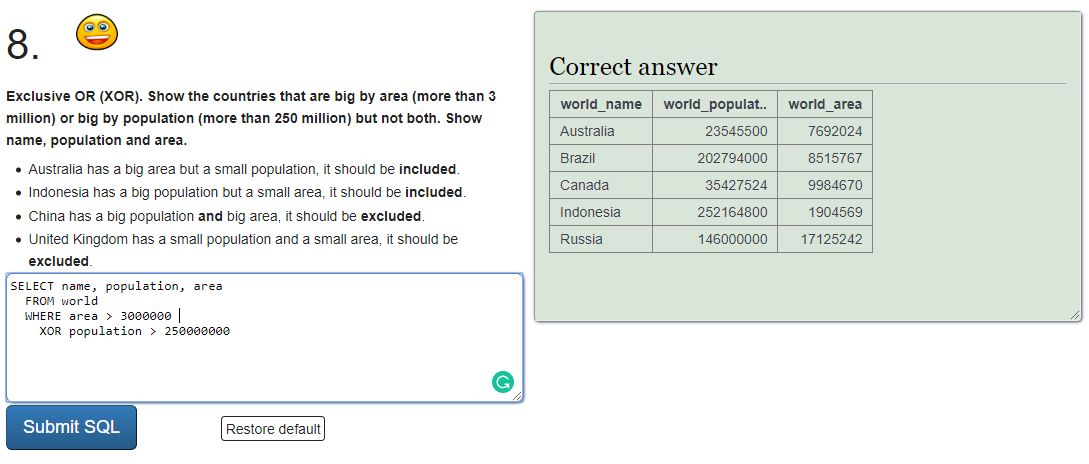 8.
Exclusive OR (XOR). Show the countries that are big by area (more than 3
million) or big by population (more than 250 million) but not both. Show
name, population and area.
• Australia has a big area but a small population, it should be included.
• Indonesia has a big population but a small area, it should be included.
• China has a big population and big area, it should be excluded.
• United Kingdom has a small population and a small area, it should be
excluded.
SELECT name, population, area
FROM world
WHERE area > 3000000
XOR population > 250000000
Submit SQL
Restore default
Correct answer
world_name world_populat.. world_area
Australia 23545500 7692024
Brazil 202794000 8515767
Canada 35427524 9984670
Indonesia 252164800 1904569
Russia 146000000 17125242